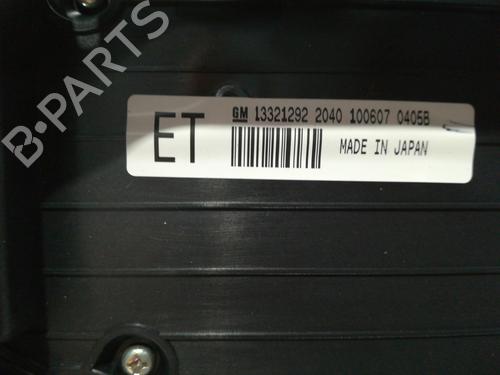 B-PARTS
ET
GM 13321292 2040 100607 0405B
MADE IN JAPAN